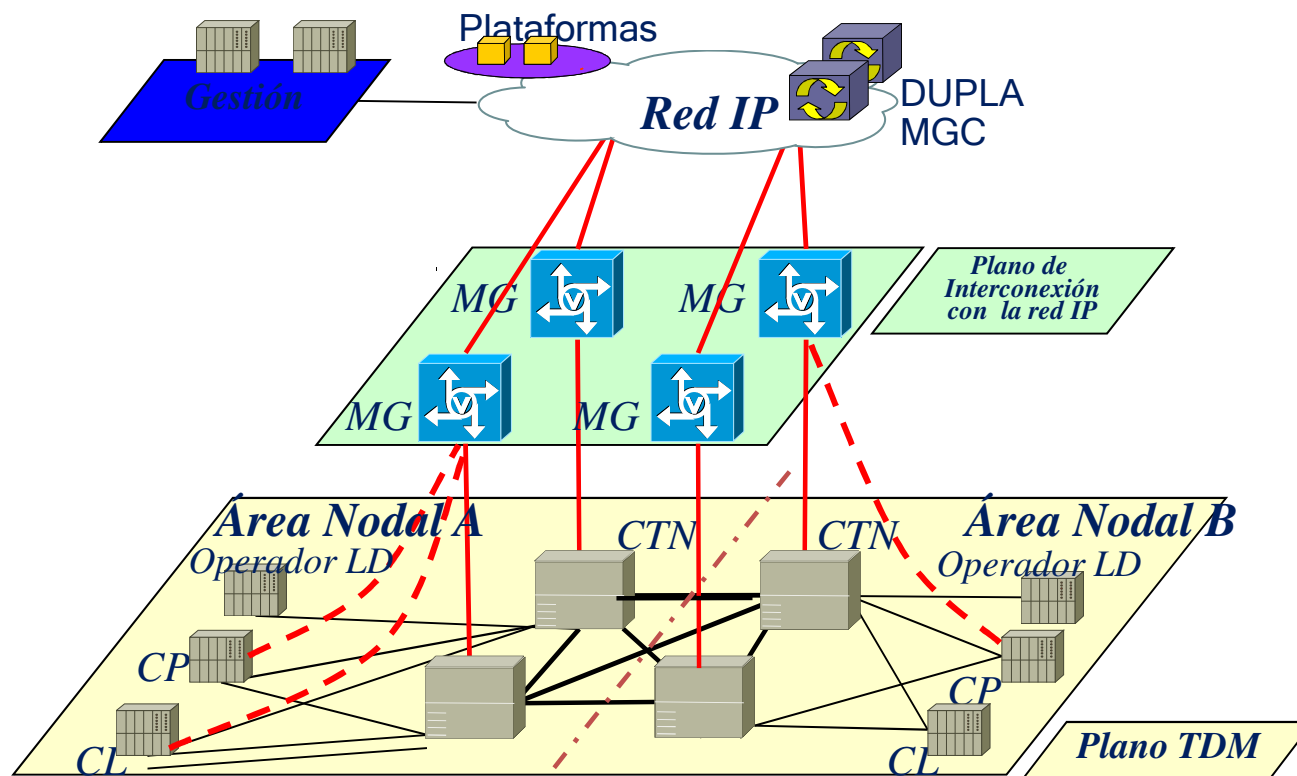 Plataformas
Gestión
Red IP
DUPLA
MGC
MG
MG
Plano de
Interconexión
con la red IP
MG
MG
Área Nodal A
CTN
CTN
Área Nodal B
Operador LD
Operador LD
CP
CP
CL
CL
Plano TDM